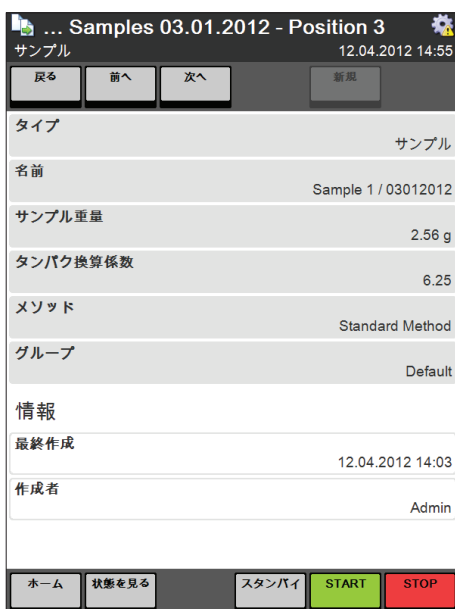 ... Samples 03.01.2012 - Position 3
サンプル 12.04.2012 14:55
戻る 前へ 次へ 新規
タイプ
サンプル
名前
Sample 1 / 03012012
サンプル重量
2.56 g
タンパク換算係数
6.25
メソッド
Standard Method
グループ
Default
情報
最終作成
12.04.2012 14:03
作成者
Admin
ホーム 状態を見る スタンバイ START STOP